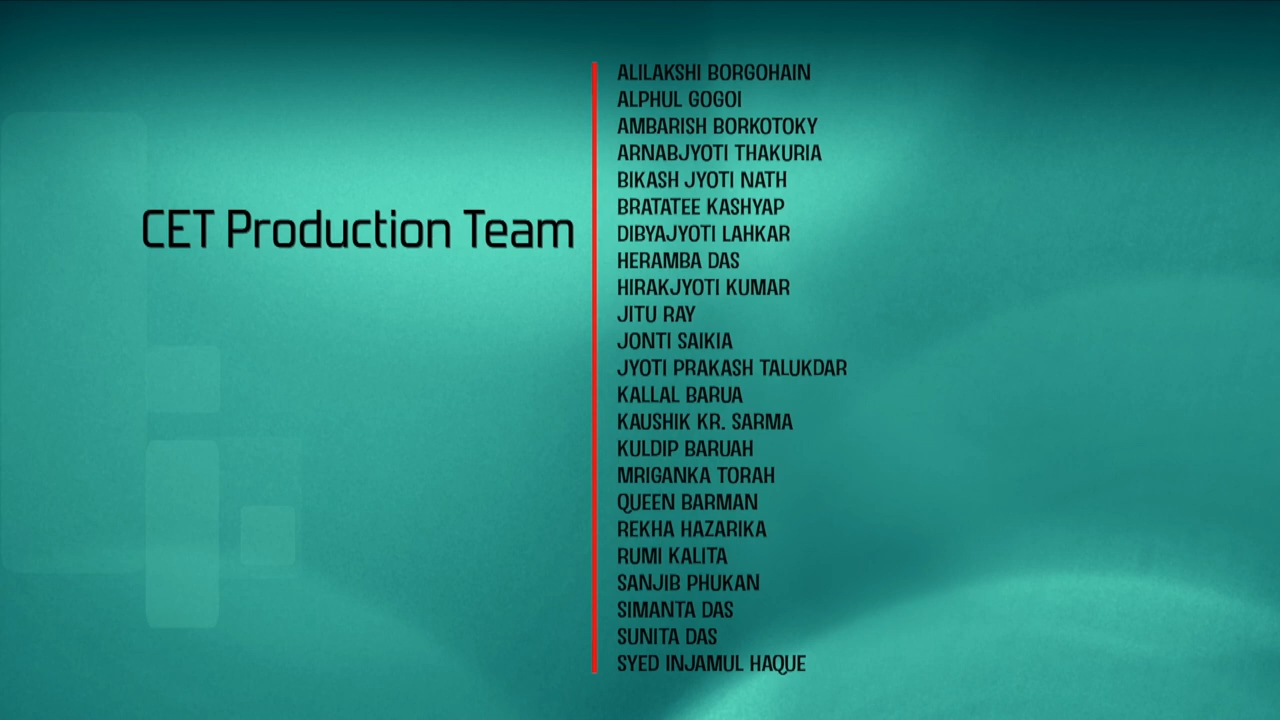 CET Production Team
ALILAKSHI BORGOHAIN
ALPHUL GOGOI
AMBARISH BORKOTOKY
ARNABJYOTI THAKURIA
BIKASH JYOTI NATH
BRATATEE KASHYAP
DIBYAJYOTI LAHKAR
HERAMBA DAS
HIRAKJYOTI KUMAR
JITU RAY
JONTI SAIKIA
JYOTI PRAKASH TALUKDAR
KALLAL BARUA
KAUSHIK KR. SARMA
KULDIP BARUAH
MRIGANKA TORAH
QUEEN BARMAN
REKHA HAZARIKA
RUMI KALITA
SANJIB PHUKAN
SIMANTA DAS
SUNITA DAS
SYED INJAMUL HAQUE